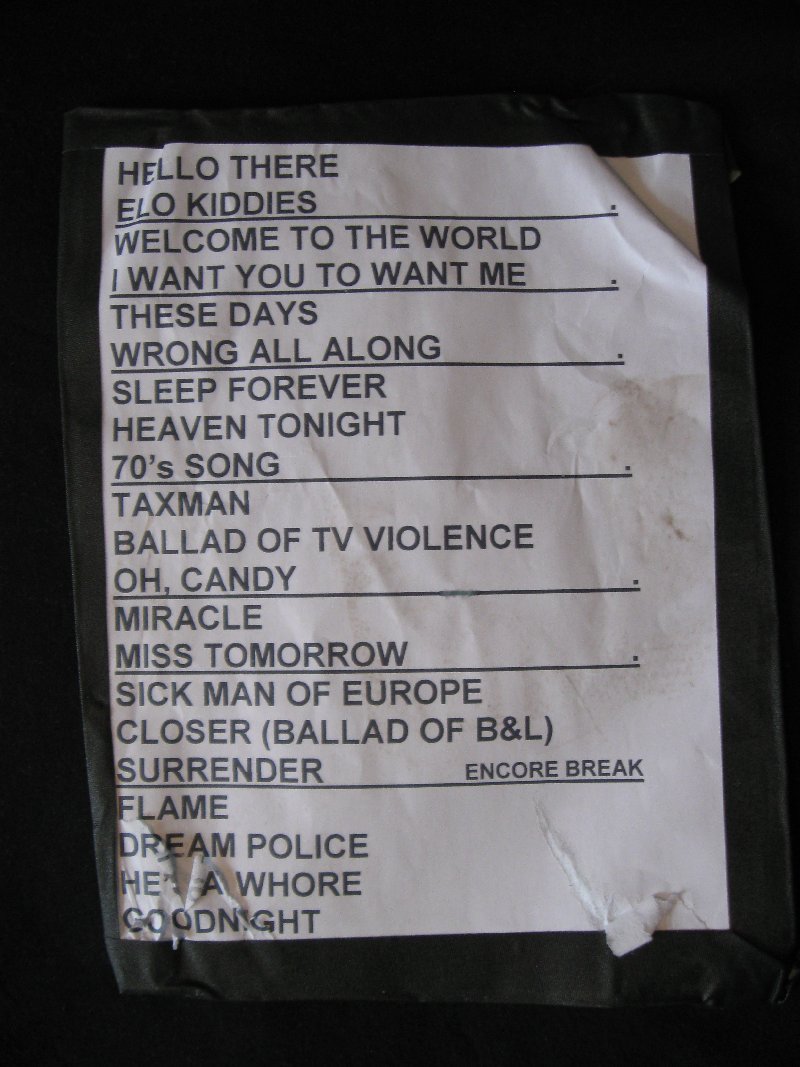 HELLO THERE
ELO KIDDIES .
WELCOME TO THE WORLD
I WANT YOU TO WANT ME .
THESE DAYS
WRONG ALL ALONG .
SLEEP FOREVER
HEAVEN TONIGHT
70's SONG .
TAXMAN
BALLAD OF TV VIOLENCE
OH, CANDY .
MIRACLE
MISS TOMORROW .
SICK MAN OF EUROPE
CLOSER (BALLAD OF B&L)
SURRENDER ENCORE BREAK
FLAME
DREAM POLICE
HE'S A WHORE
GOODNIGHT